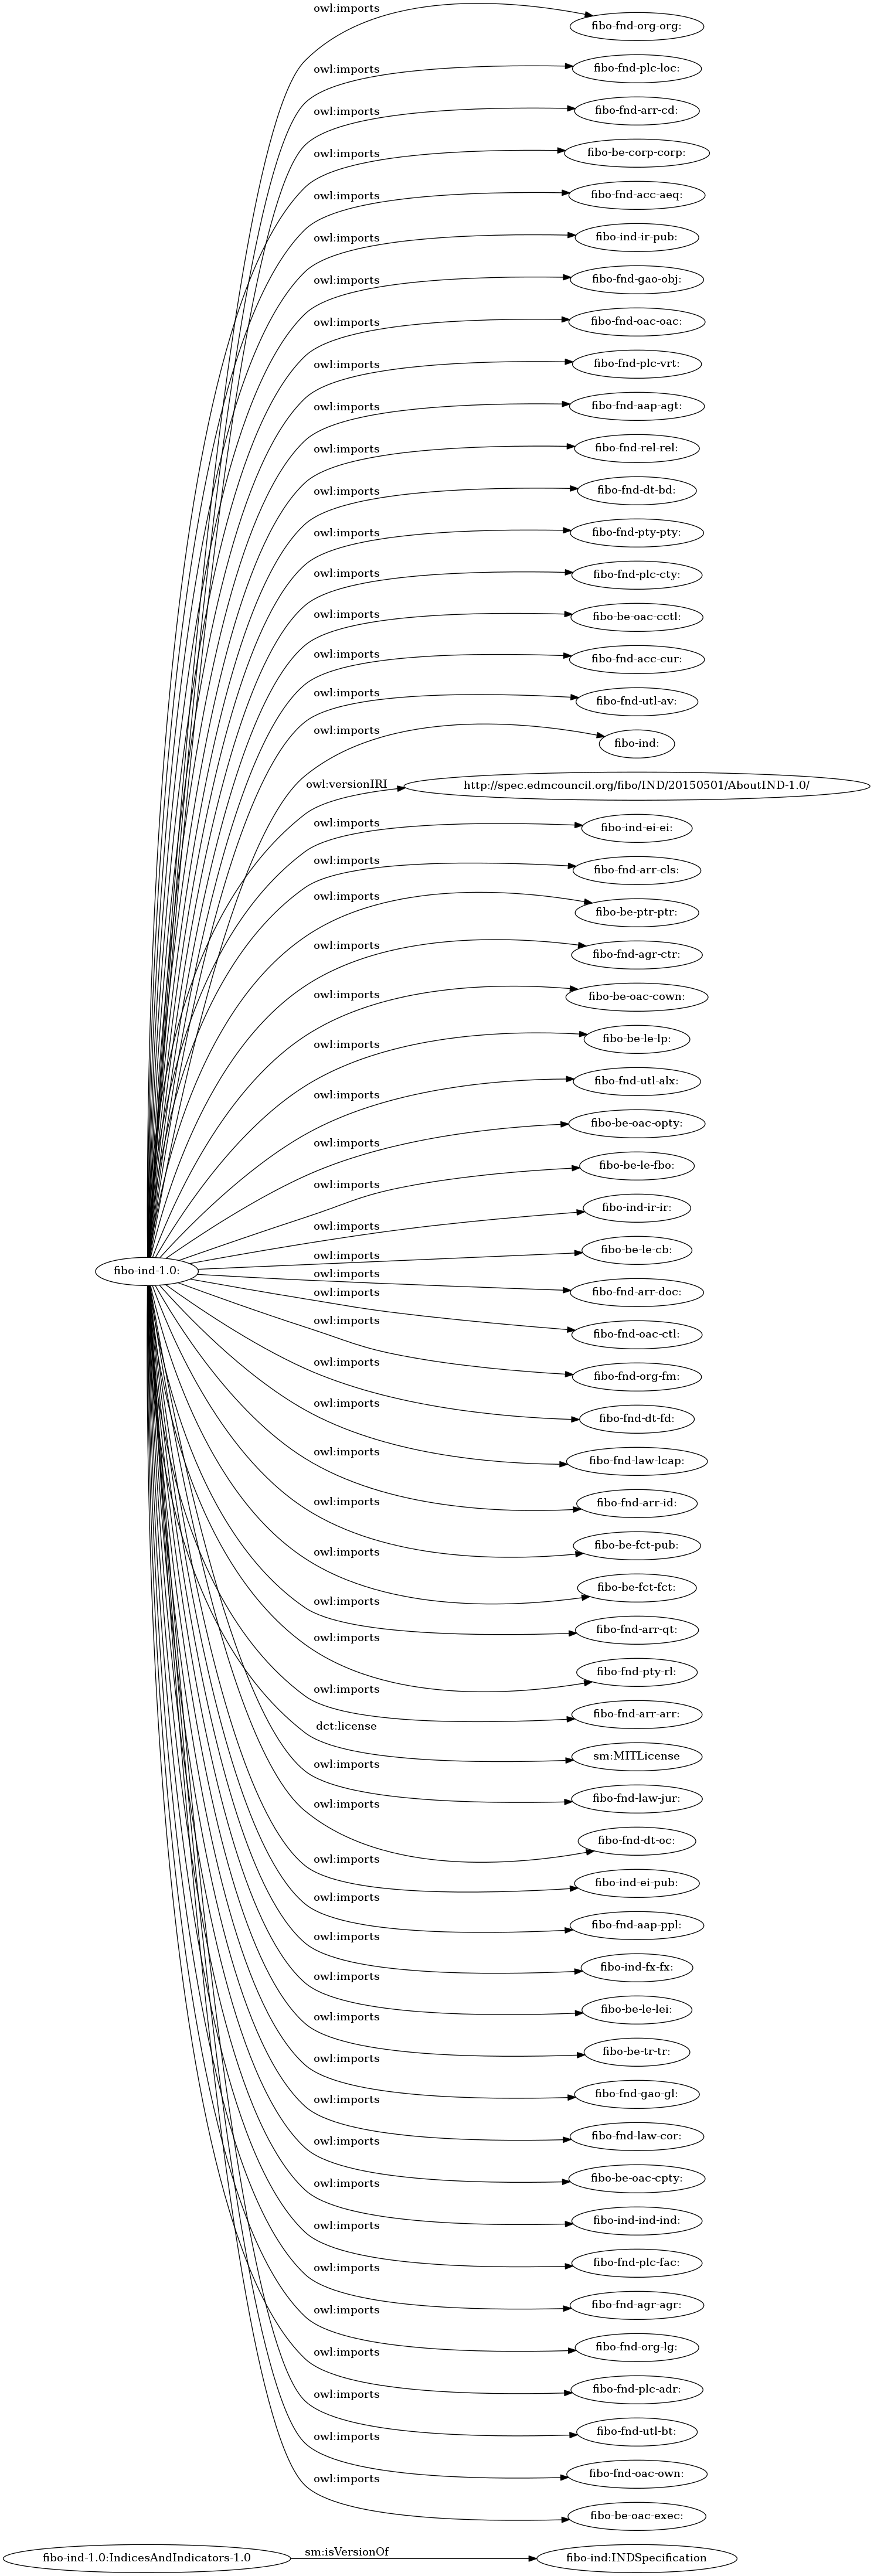 owl:imports
fibo-fnd-org-org:
owl:imports
fibo-fnd-plc-loc:
owl:imports
fibo-fnd-arr-cd:
owl:imports
fibo-be-corp-corp:
owl:imports
fibo-fnd-acc-aeq:
owl:imports
fibo-ind-ir-pub:
owl:imports
fibo-fnd-gao-obj:
owl:imports
fibo-fnd-oac-oac:
owl:imports
fibo-fnd-plc-vrt:
owl:imports
fibo-fnd-aap-agt:
owl:imports
fibo-fnd-rel-rel:
owl:imports
fibo-fnd-dt-bd:
owl:imports
fibo-fnd-pty-pty:
owl:imports
fibo-fnd-plc-cty:
owl:imports
fibo-be-oac-cctl:
owl:imports
fibo-fnd-acc-cur:
owl:imports
fibo-fnd-utl-av:
owl:imports
fibo-ind:
owl:versionIRI
http://spec.edmcouncil.org/fibo/IND/20150501/AboutIND-1.0/
owl:imports
fibo-ind-ei-ei:
owl:imports
fibo-fnd-arr-cls:
owl:imports
fibo-be-ptr-ptr:
owl:imports
fibo-fnd-agr-ctr:
owl:imports
fibo-be-oac-cown:
owl:imports
fibo-be-le-lp:
owl:imports
fibo-fnd-utl-alx:
owl:imports
fibo-be-oac-opty:
owl:imports
fibo-be-le-fbo:
owl:imports
fibo-ind-ir-ir:
owl:imports
fibo-be-le-cb:
fibo-ind-1.0:
owl:imports
fibo-fnd-arr-doc:
owl:imports
fibo-fnd-oac-ctl:
owl:imports
fibo-fnd-org-fm:
owl:imports
fibo-fnd-dt-fd:
owl:imports
fibo-fnd-law-lcap:
owl:imports
fibo-fnd-arr-id:
owl:imports
fibo-be-fct-pub:
owl:imports
fibo-be-fct-fct:
owl:imports
fibo-fnd-arr-qt:
owl:imports
fibo-fnd-pty-rl:
owl:imports
fibo-fnd-arr-arr:
dct:license
sm:MITLicense
owl:imports
fibo-fnd-law-jur:
owl:imports
fibo-fnd-dt-oc:
owl:imports
fibo-ind-ei-pub:
owl:imports
fibo-fnd-aap-ppl:
owl:imports
fibo-ind-fx-fx:
owl:imports
fibo-be-le-lei:
owl:imports
fibo-be-tr-tr:
owl:imports
fibo-fnd-gao-gl:
owl:imports
fibo-fnd-law-cor:
owl:imports
fibo-be-oac-cpty:
owl:imports
fibo-ind-ind-ind:
owl:imports
fibo-fnd-plc-fac:
owl:imports
fibo-fnd-agr-agr:
owl:imports
fibo-fnd-org-lg:
owl:imports
fibo-fnd-plc-adr:
owl:imports
fibo-fnd-utl-bt:
owl:imports
fibo-fnd-oac-own:
owl:imports
fibo-be-oac-exec:
fibo-ind-1.0:IndicesAndIndicators-1.0
sm:isVersionOf
fibo-ind:INDSpecification